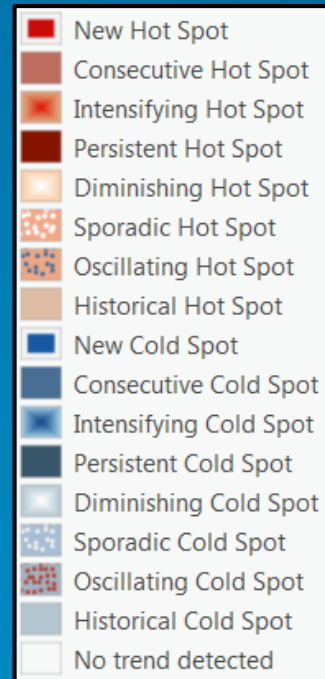 New Hot Spot
Consecutive Hot Spot
Intensifying Hot Spot
Persistent Hot Spot
Diminishing Hot Spot
Sporadic Hot Spot
Oscillating Hot Spot
Historical Hot Spot
New Cold Spot
Consecutive Cold Spot
Intensifying Cold Spot
Persistent Cold Spot
Diminishing Cold Spot
Sporadic Cold Spot
Oscillating Cold Spot
Historical Cold Spot
No trend detected